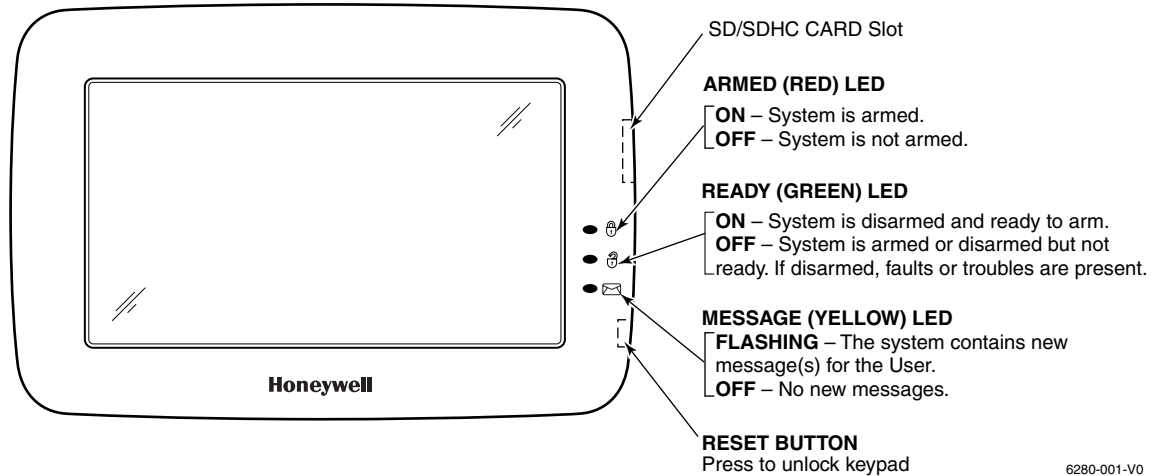 SD/SDHC CARD Slot
ARMED (RED) LED
ON – System is armed.
OFF – System is not armed.
READY (GREEN) LED
ON – System is disarmed and ready to arm.
OFF – System is armed or disarmed but not
ready. If disarmed, faults or troubles are present.
MESSAGE (YELLOW) LED
FLASHING – The system contains new
message(s) for the User.
OFF – No new messages.
RESET BUTTON
Press to unlock keypad
Honeywell
6280-001-V0